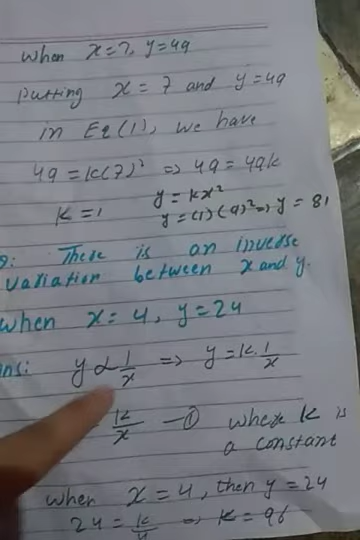 when x=7, y=49
putting x = 7 and y=49
in Eq(1), we have
49 = k(7)² => 49 = 49k
k = 1
y = kx²
y = (1)(9)² => y = 81
9: There is an inverse
variation between x and y.
when x = 4, y = 24
ns: y ∝ 1/x => y = k.1/x
k/x —① where k is
a constant
when x = 4, then y = 24
24 = k/4 => k = 96